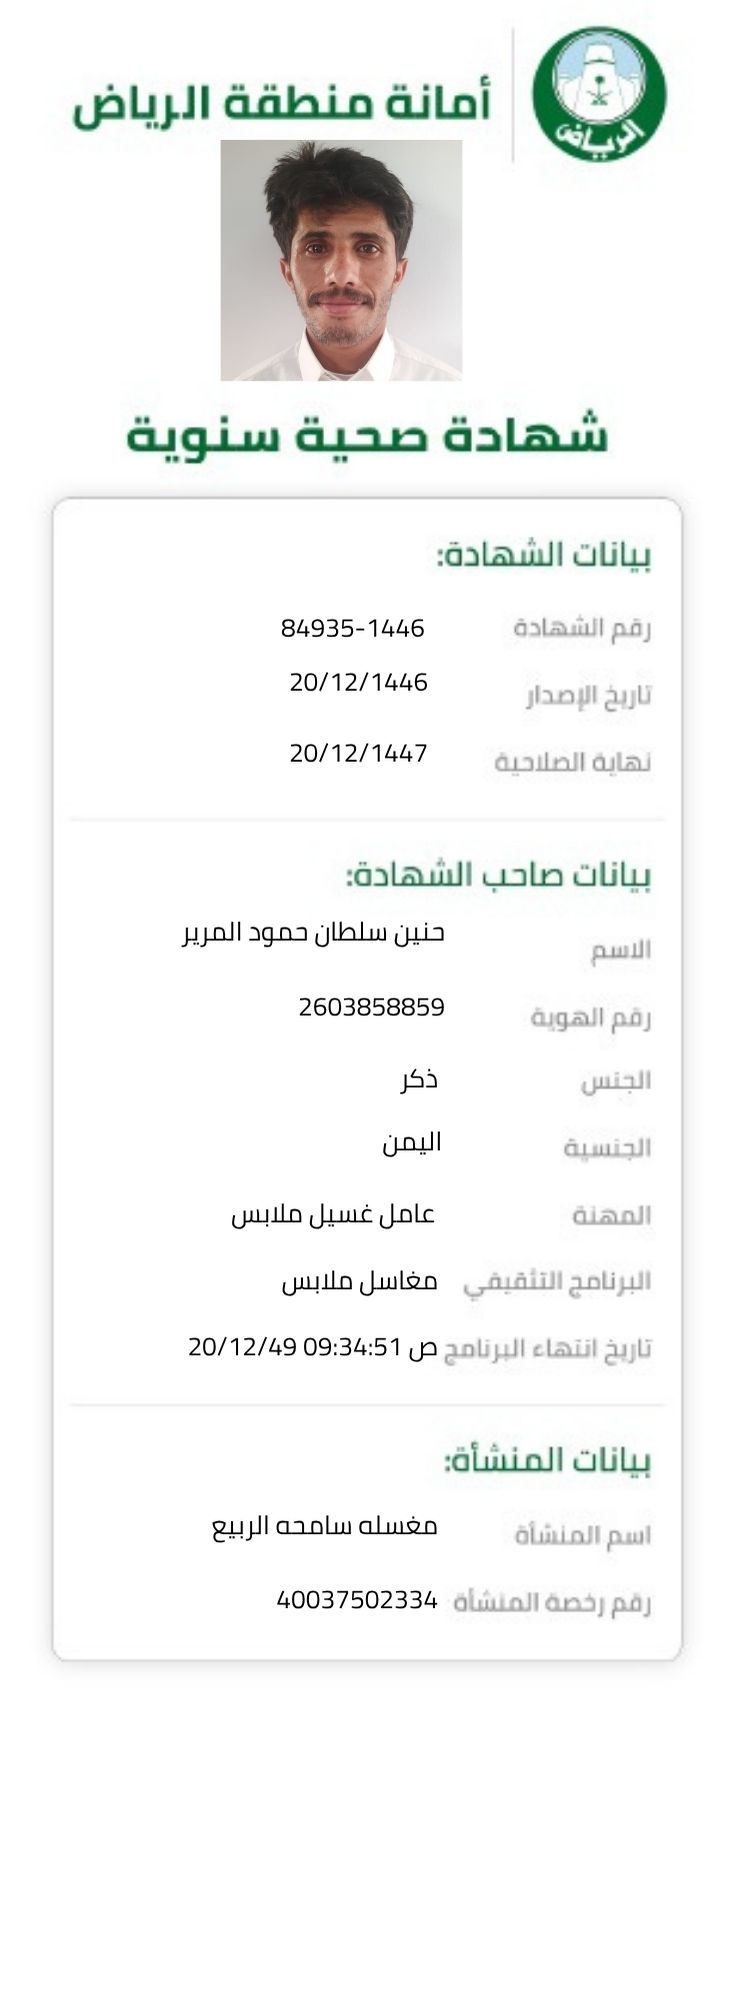 أمانة منطقة الرياض
الرياض
شهادة صحية سنوية
بيانات الشهادة:
رقم الشهادة 84935-1446
تاريخ الإصدار 20/12/1446
نهاية الصلاحية 20/12/1447
بيانات صاحب الشهادة:
الاسم حنين سلطان حمود المرير
رقم الهوية 2603858859
الجنس ذكر
الجنسية اليمن
المهنة عامل غسيل ملابس
البرنامج التثقيفي مغاسل ملابس
تاريخ انتهاء البرنامج ص 09:34:51 20/12/49
بيانات المنشأة:
اسم المنشأة مغسله سامحه الربيع
رقم رخصة المنشأة 40037502334